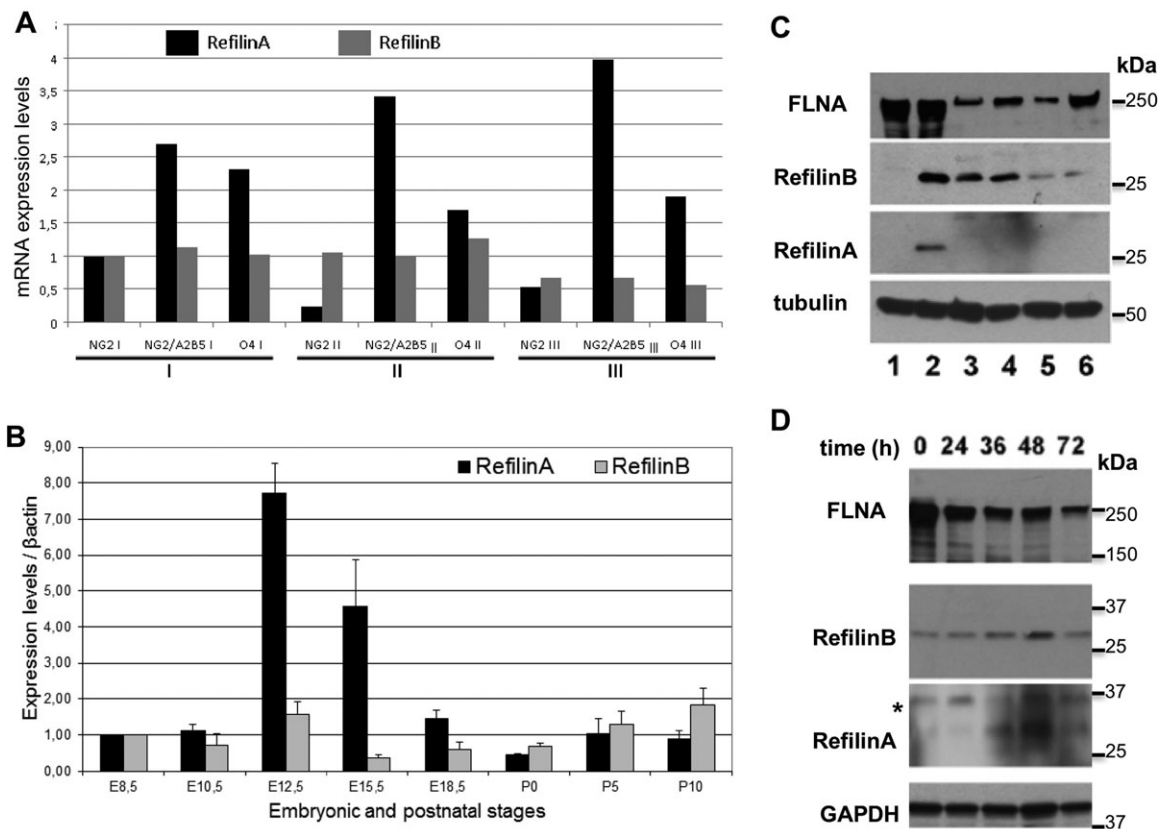 A
RefilinA
RefilinB
mRNA expression levels
4
3,5
3
2,5
2
1,5
1
0,5
0
NG2 I
NG2/A2B5 I
O4 I
NG2 II
NG2/A2B5 II
O4 II
NG2 III
NG2/A2B5 III
O4 III
I
II
III
B
RefilinA
RefilinB
Expression levels / βactin
9,00
8,00
7,00
6,00
5,00
4,00
3,00
2,00
1,00
0,00
E8,5
E10,5
E12,5
E15,5
E18,5
P0
P5
P10
Embryonic and postnatal stages
C
kDa
FLNA
250
RefilinB
25
RefilinA
25
tubulin
50
1 2 3 4 5 6
D
time (h) 0 24 36 48 72
kDa
FLNA
250
150
RefilinB
37
25
*
37
RefilinA
25
GAPDH
37